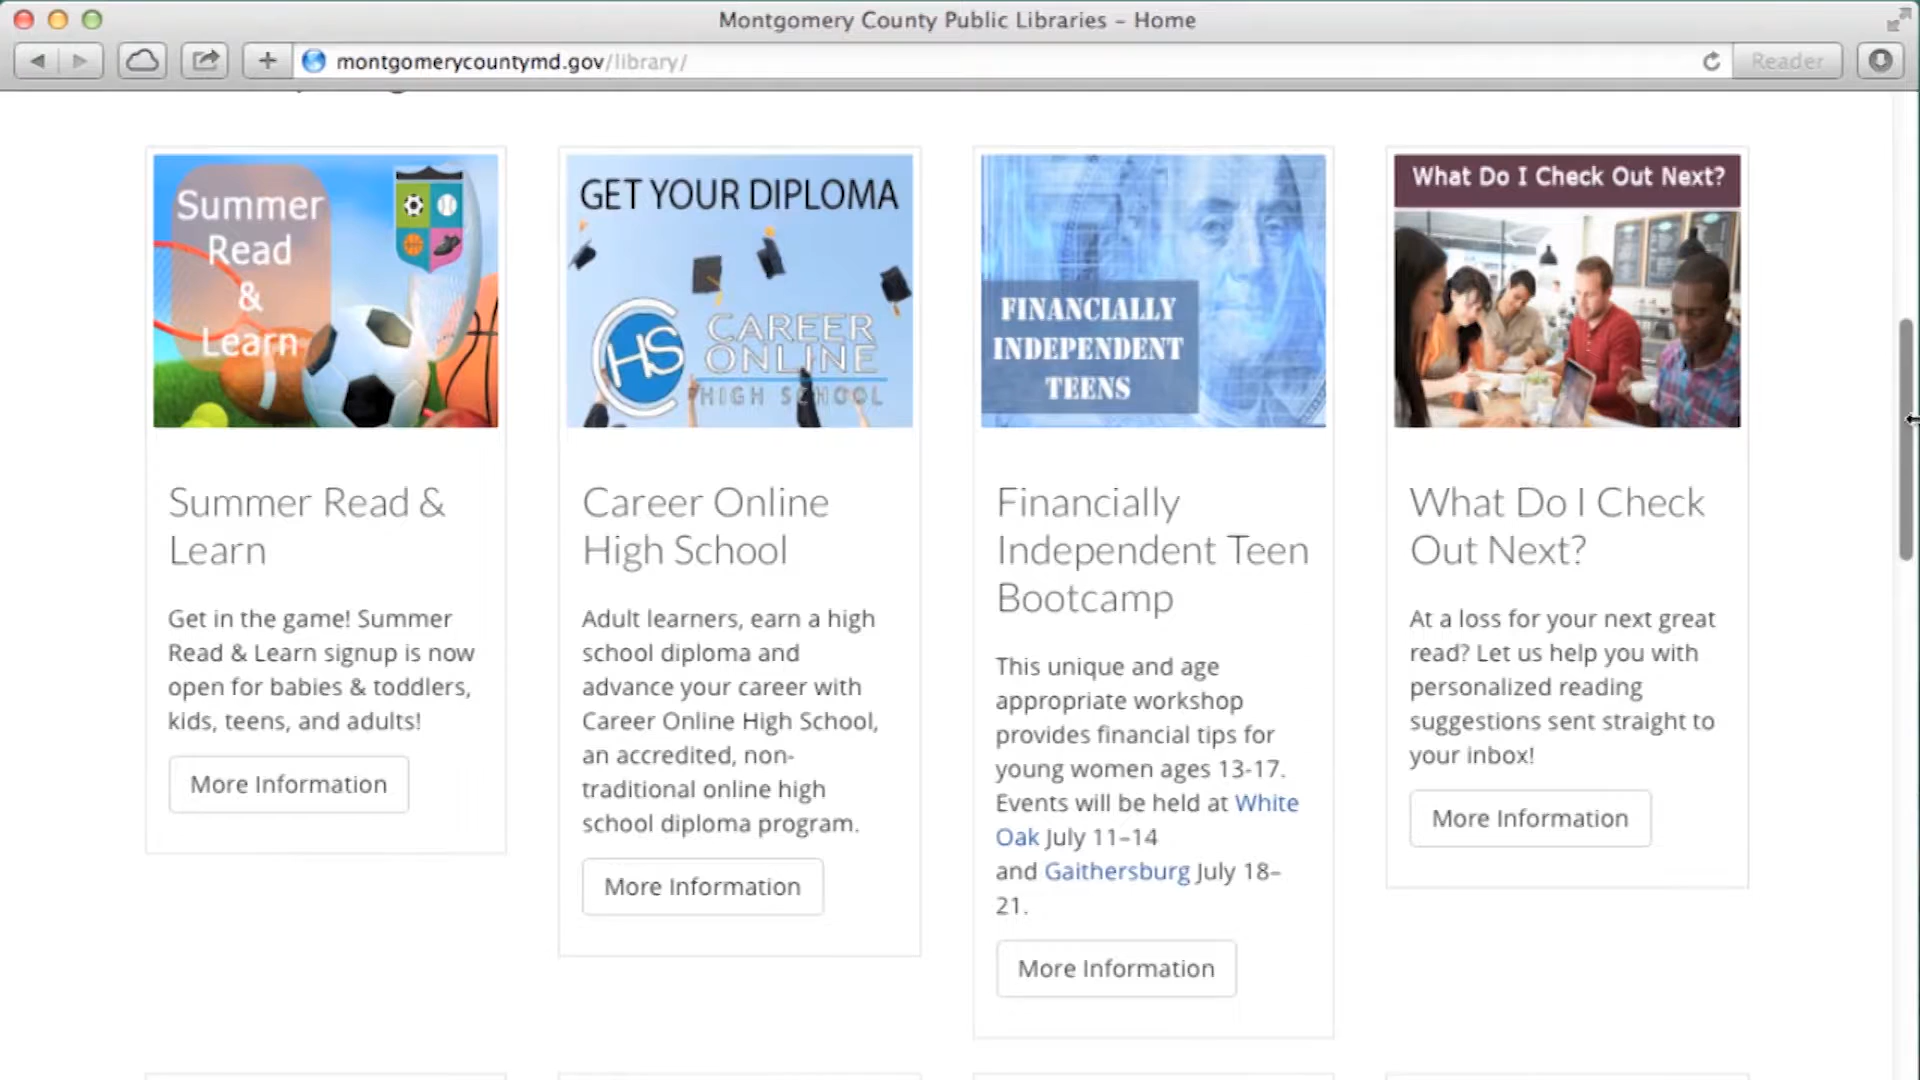 Montgomery County Public Libraries – Home
montgomerycountymd.gov/library/
Reader
Summer
Read
&
Learn
Summer Read &
Learn
Get in the game! Summer
Read & Learn signup is now
open for babies & toddlers,
kids, teens, and adults!
More Information
GET YOUR DIPLOMA
CHS
CAREER
ONLINE
HIGH SCHOOL
Career Online
High School
Adult learners, earn a high
school diploma and
advance your career with
Career Online High School,
an accredited, non-
traditional online high
school diploma program.
More Information
FINANCIALLY
INDEPENDENT
TEENS
Financially
Independent Teen
Bootcamp
This unique and age
appropriate workshop
provides financial tips for
young women ages 13-17.
Events will be held at White
Oak July 11–14
and Gaithersburg July 18–
21.
More Information
What Do I Check Out Next?
What Do I Check
Out Next?
At a loss for your next great
read? Let us help you with
personalized reading
suggestions sent straight to
your inbox!
More Information